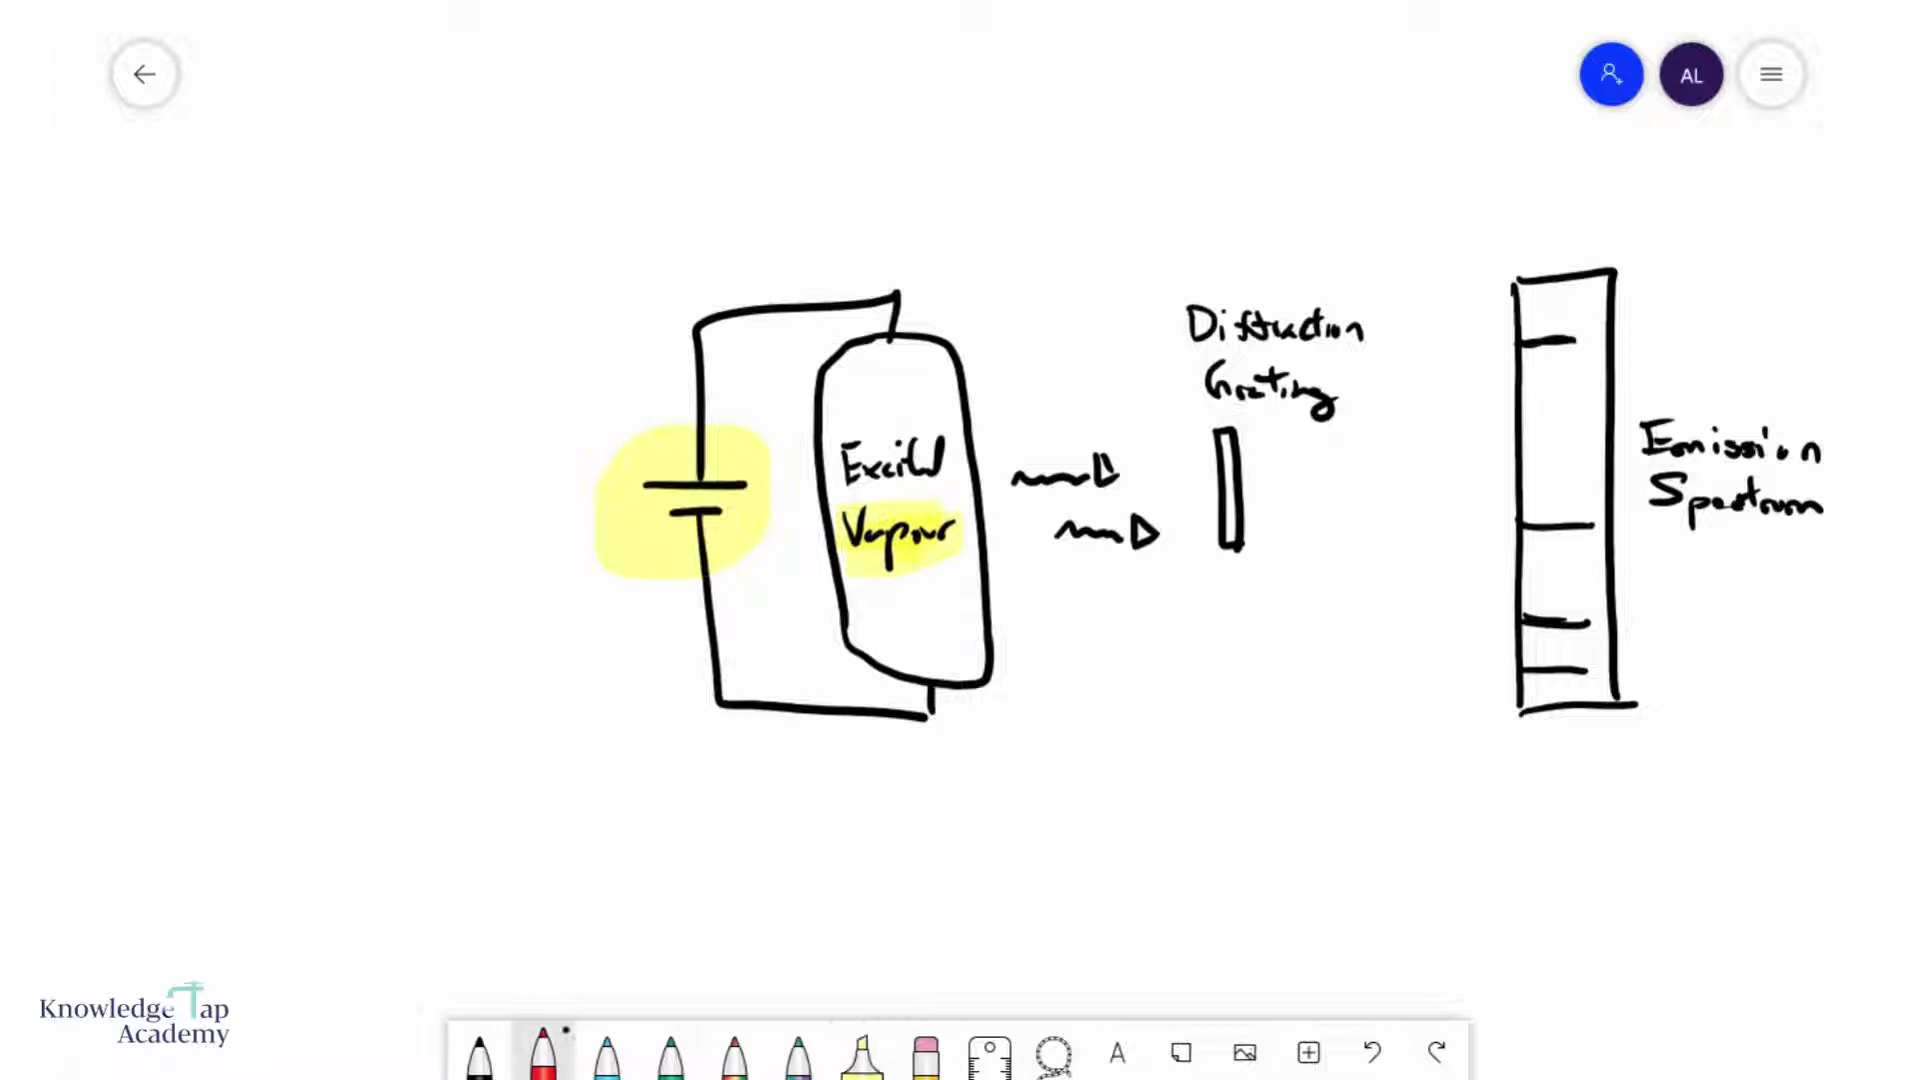 AL
Diffraction
Grating
Excited
Vapour
Emission
Spectrum
Knowledge Tap
Academy
A